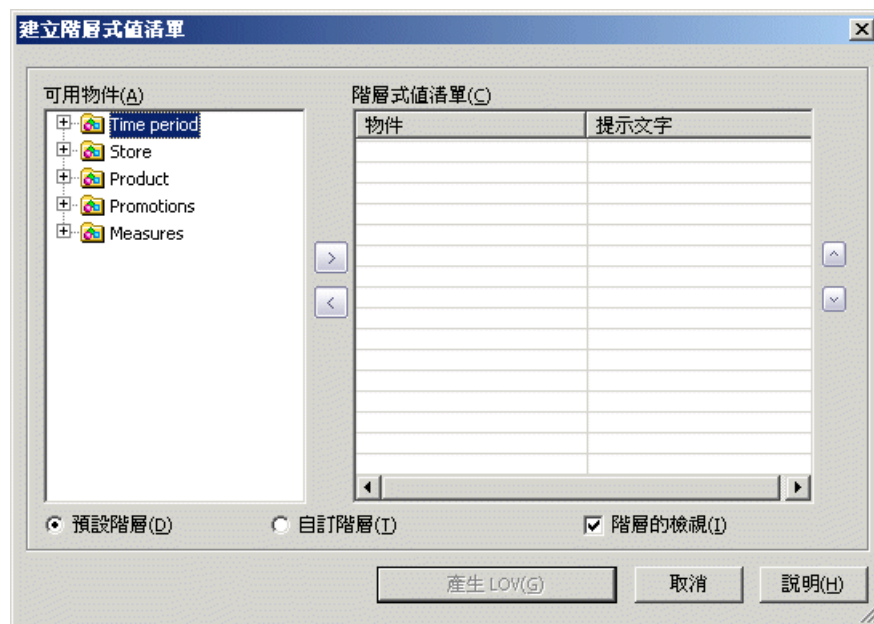 建立階層式值清單
可用物件(A)
階層式值清單(C)
Time period
Store
Product
Promotions
Measures
物件
提示文字
預設階層(D)
自訂階層(T)
階層的檢視(I)
產生 LOV(G)
取消
說明(H)